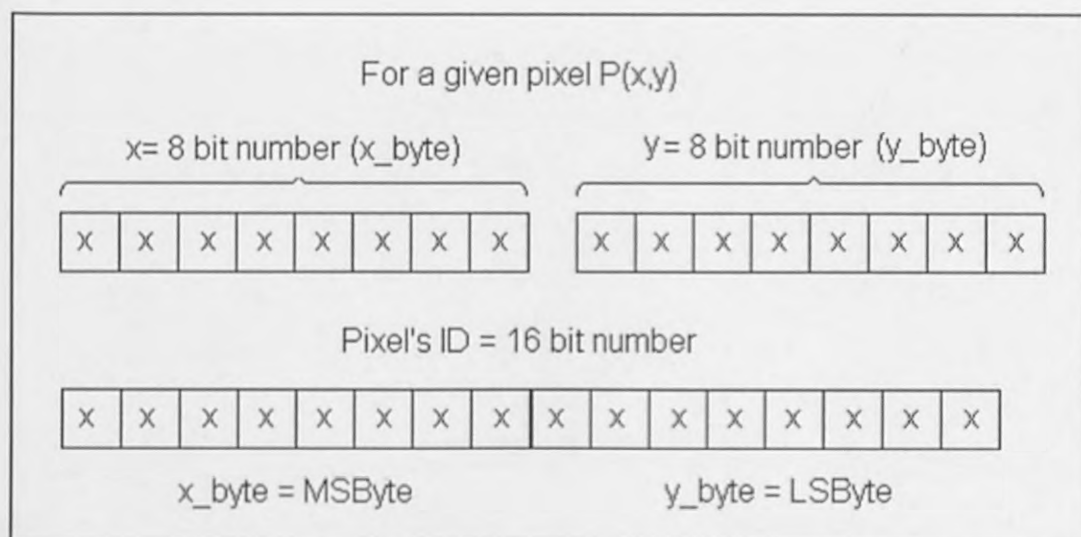 For a given pixel P(x,y)
x= 8 bit number (x_byte)
y= 8 bit number (y_byte)
x x x x x x x x
x x x x x x x x
Pixel's ID = 16 bit number
x x x x x x x x x x x x x x x x
x_byte = MSByte
y_byte = LSByte